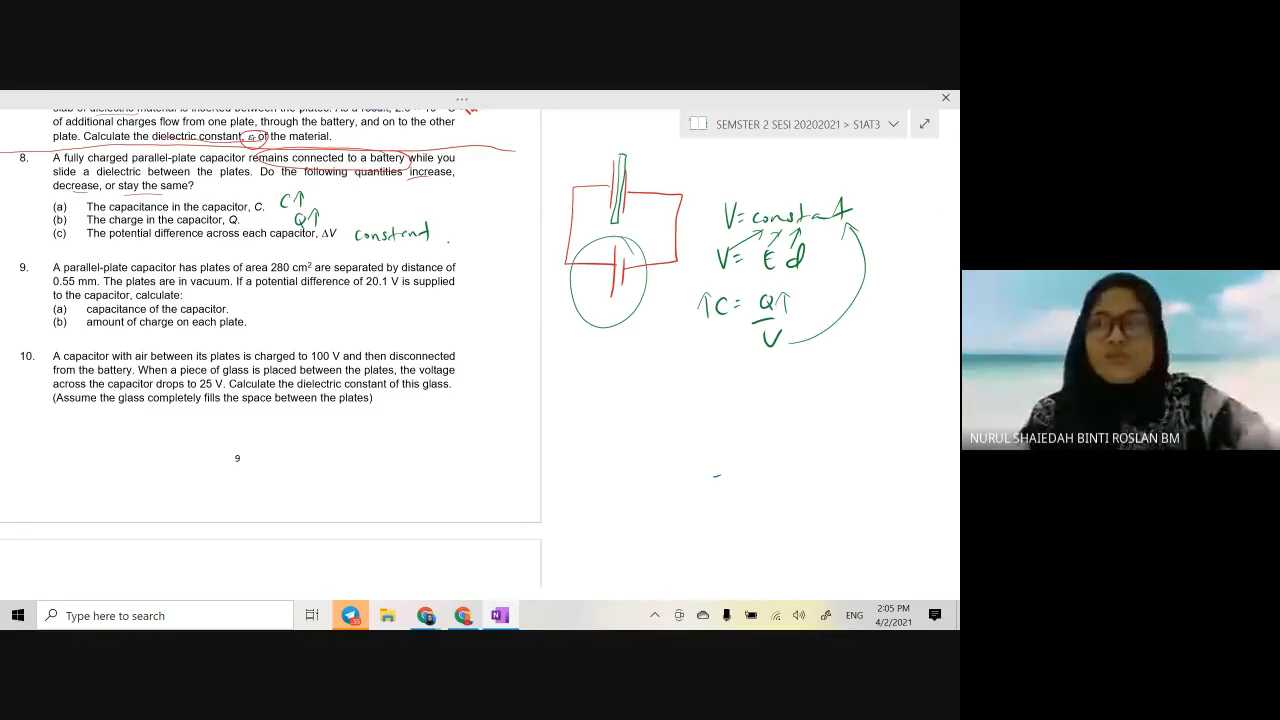 of additional charges flow from one plate, through the battery, and on to the other
plate. Calculate the dielectric constant, εr of the material.
8. A fully charged parallel-plate capacitor remains connected to a battery while you
slide a dielectric between the plates. Do the following quantities increase,
decrease, or stay the same?
(a) The capacitance in the capacitor, C. C↑
(b) The charge in the capacitor, Q. Q↑
(c) The potential difference across each capacitor, ΔV constend .
9. A parallel-plate capacitor has plates of area 280 cm² are separated by distance of
0.55 mm. The plates are in vacuum. If a potential difference of 20.1 V is supplied
to the capacitor, calculate:
(a) capacitance of the capacitor.
(b) amount of charge on each plate.
10. A capacitor with air between its plates is charged to 100 V and then disconnected
from the battery. When a piece of glass is placed between the plates, the voltage
across the capacitor drops to 25 V. Calculate the dielectric constant of this glass.
(Assume the glass completely fills the space between the plates)
9
SEMSTER 2 SESI 20202021 > S1AT3
V = constant
V = E d
↑C = Q↑
V
NURUL SHAIEDAH BINTI ROSLAN BM
Type here to search
55
ENG
2:05 PM
4/2/2021